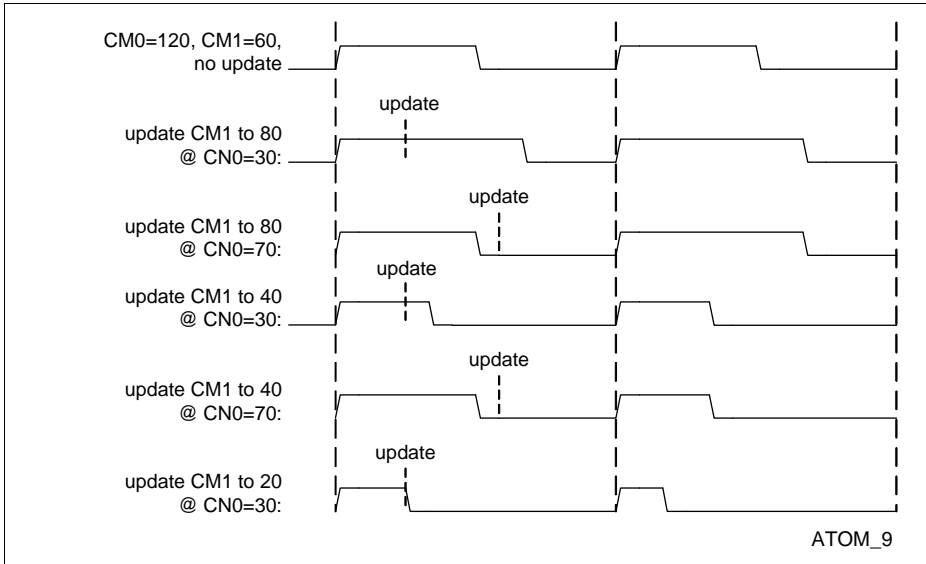 CM0=120, CM1=60,
no update
update
update CM1 to 80
@ CN0=30:
update
update CM1 to 80
@ CN0=70:
update
update CM1 to 40
@ CN0=30:
update
update CM1 to 40
@ CN0=70:
update
update CM1 to 20
@ CN0=30:
ATOM_9